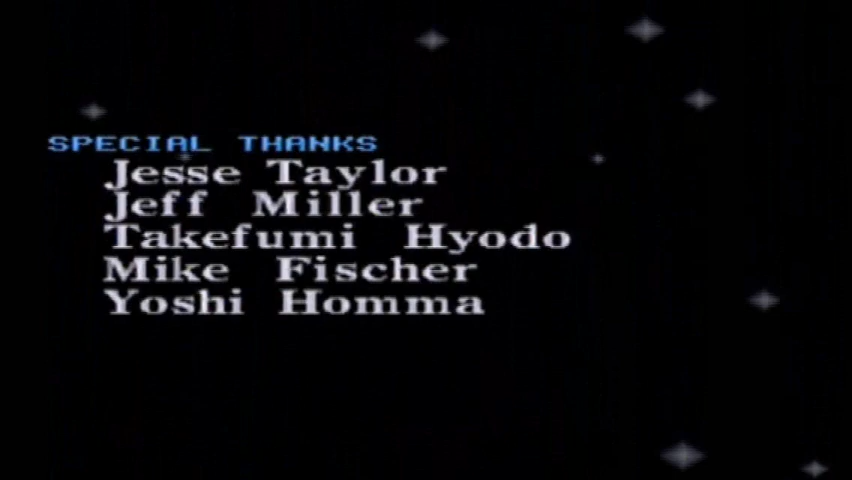 SPECIAL THANKS
Jesse Taylor
Jeff Miller
Takefumi Hyodo
Mike Fischer
Yoshi Homma